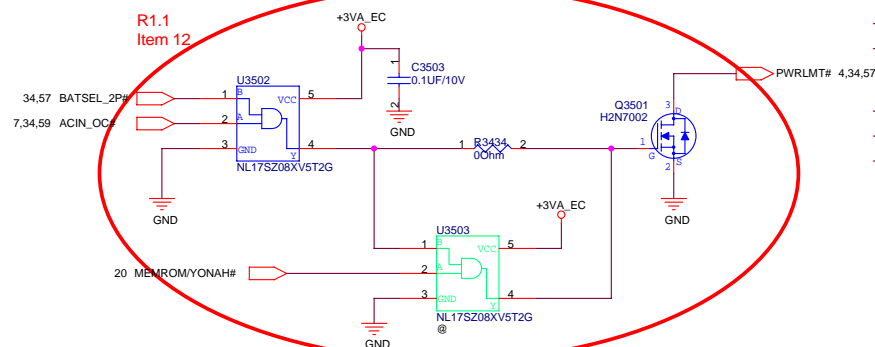 R1.1
Item 12
+3VA_EC
1
C3503
0.1UF/10V
2
GND
U3502
34,57 BATSEL_2P#
1
B
VCC
5
7,34,59 ACIN_OC#
2
A
3
GND
Y
4
NL17SZ08XV5T2G
GND
1
R3434
2
0Ohm
PWRLMT# 4,34,57
Q3501
H2N7002
3
D
1
G
2
S
GND
+3VA_EC
U3503
1
B
VCC
5
20 MEMROM/YONAH#
2
A
3
GND
Y
4
NL17SZ08XV5T2G
@
GND